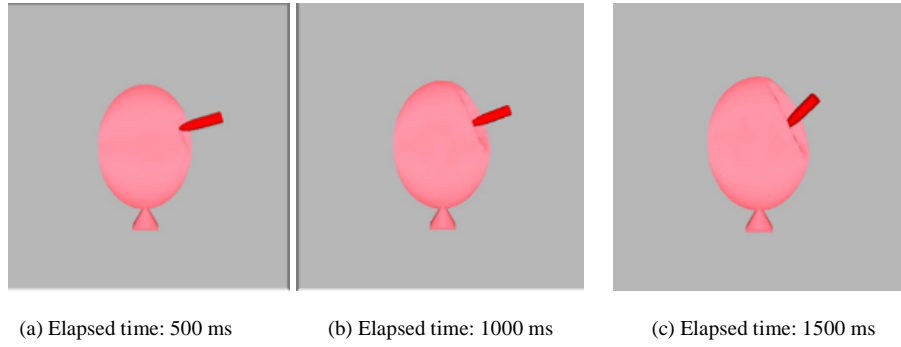 (a) Elapsed time: 500 ms
(b) Elapsed time: 1000 ms
(c) Elapsed time: 1500 ms